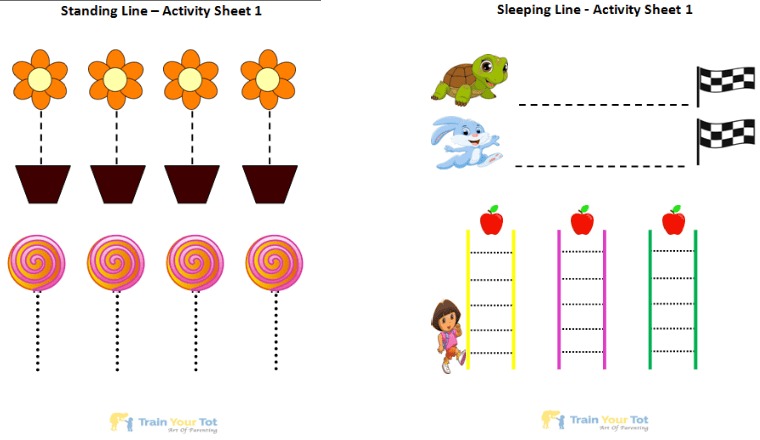 Standing Line – Activity Sheet 1
Train Your Tot
Art Of Parenting
Sleeping Line - Activity Sheet 1
Train Your Tot
Art Of Parenting